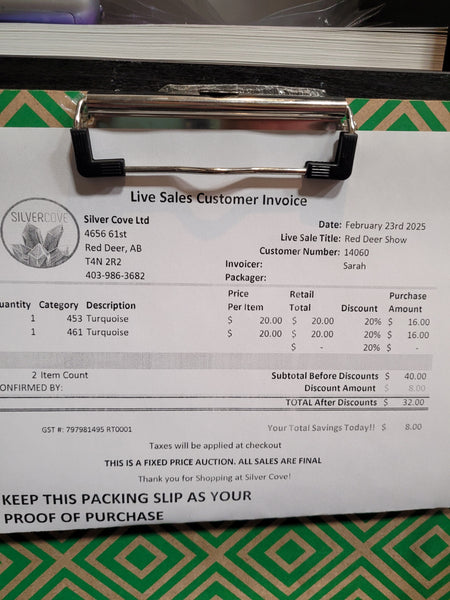 Live Sales Customer Invoice
SILVERCOVE
Silver Cove Ltd
4656 61st
Red Deer, AB
T4N 2R2
403-986-3682
Date: February 23rd 2025
Live Sale Title: Red Deer Show
Customer Number: 14060
Invoicer: Sarah
Packager:
uantity Category Description Price Per Item Retail Total Discount Purchase Amount
1 453 Turquoise $ 20.00 $ 20.00 20% $ 16.00
1 461 Turquoise $ 20.00 $ 20.00 20% $ 16.00
$ - 20% $ -
2 Item Count Subtotal Before Discounts $ 40.00
ONFIRMED BY: Discount Amount $ 8.00
TOTAL After Discounts $ 32.00
GST #: 797981495 RT0001 Your Total Savings Today!! $ 8.00
Taxes will be applied at checkout
THIS IS A FIXED PRICE AUCTION. ALL SALES ARE FINAL
Thank you for Shopping at Silver Cove!
KEEP THIS PACKING SLIP AS YOUR
PROOF OF PURCHASE